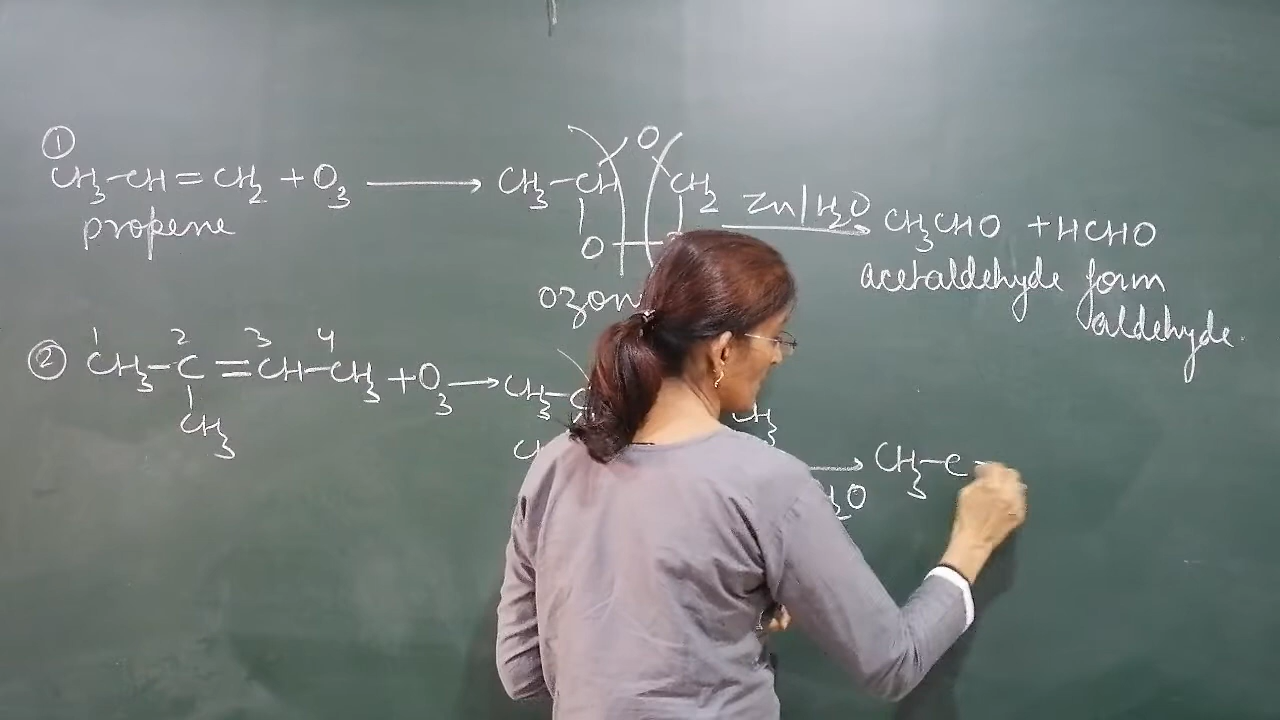 ①
CH₃–CH=CH₂ + O₃ ⟶ CH₃–CH O CH₂ Zn|H₂O CH₃CHO + HCHO
propene
O
acetaldehyde form
ozon
aldehyde.
1 2 3 4
② CH₃–C=CH–CH₃ + O₃ ⟶ CH₃–C
CH₃
CH₃
⟶ CH₃–C
H₂O